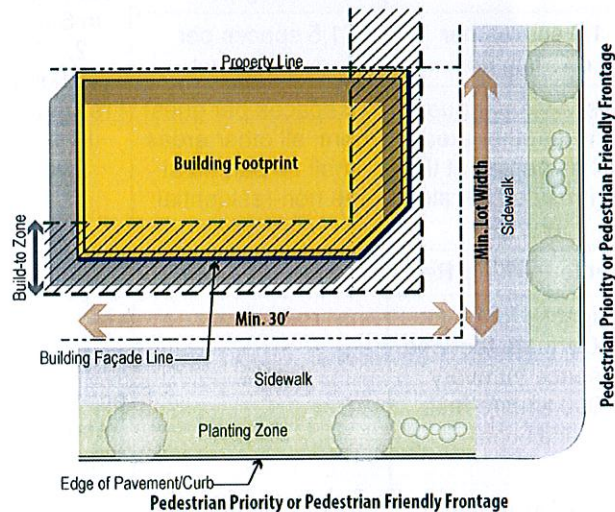 Property Line
Building Footprint
Build-to Zone
Min. Lot Width
Sidewalk
Min. 30'
Building Façade Line
Sidewalk
Planting Zone
Edge of Pavement/Curb
Pedestrian Priority or Pedestrian Friendly Frontage
Pedestrian Priority or Pedestrian Friendly Frontage